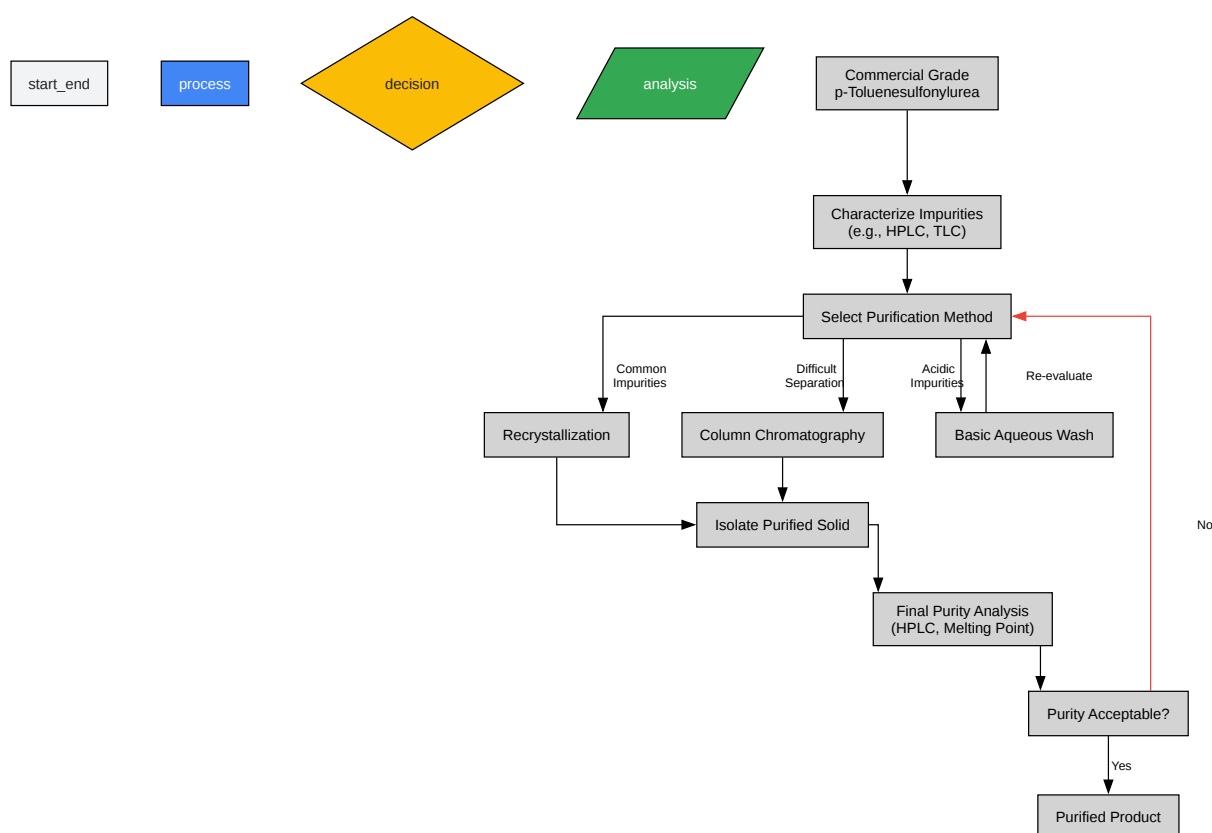 start_end
process
decision
analysis
Commercial Grade
p-Toluenesulfonylurea
Characterize Impurities
(e.g., HPLC, TLC)
Select Purification Method
Common
Impurities
Difficult
Separation
Acidic
Impurities
Re-evaluate
Recrystallization
Column Chromatography
Basic Aqueous Wash
Isolate Purified Solid
No
Final Purity Analysis
(HPLC, Melting Point)
Purity Acceptable?
Yes
Purified Product